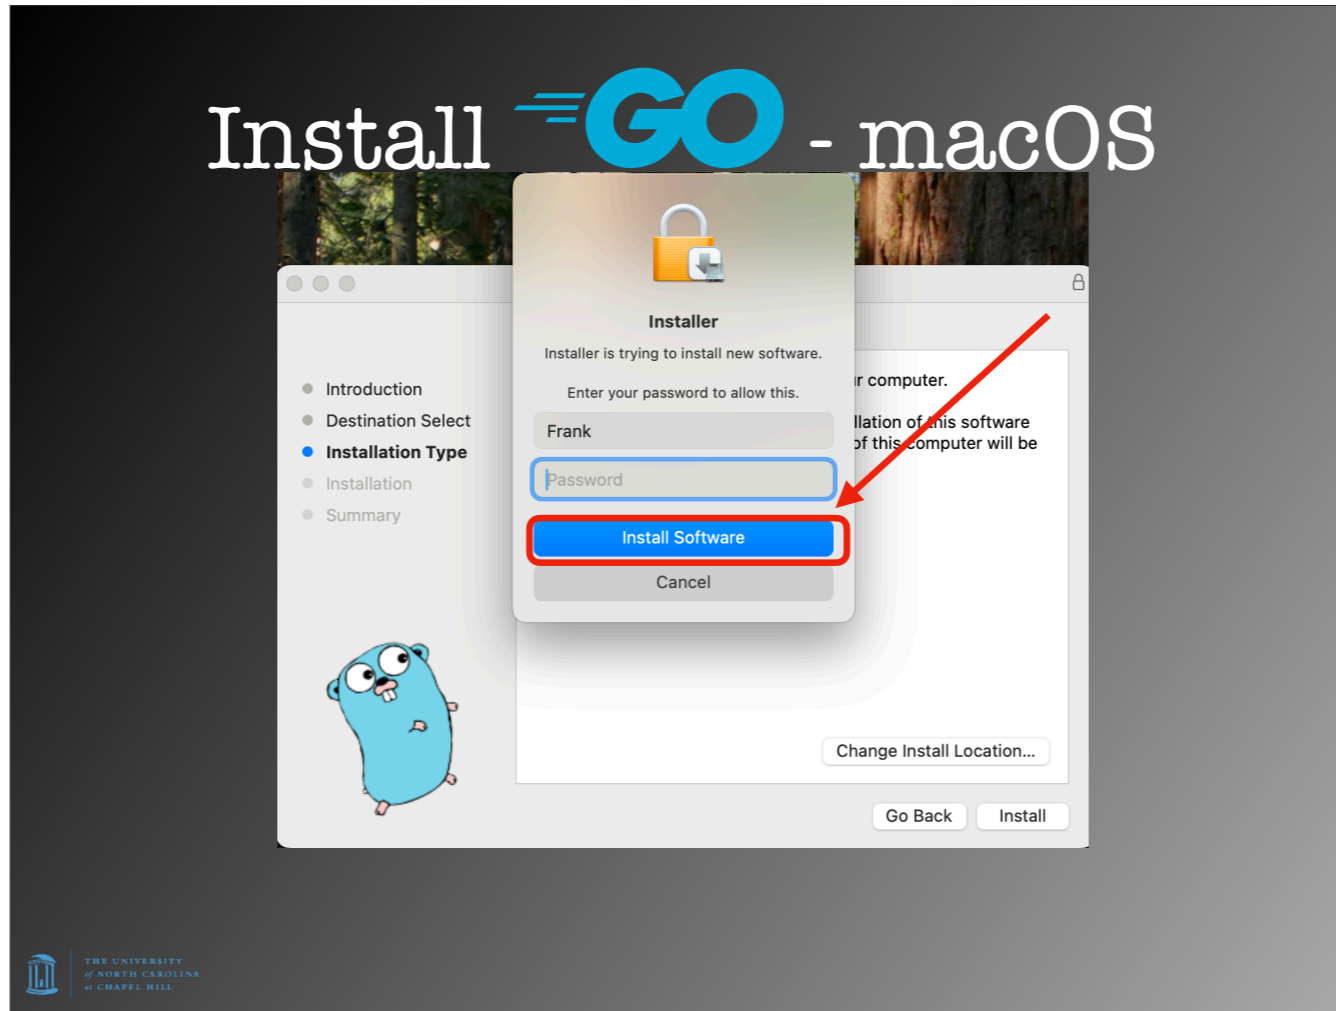 Install GO - macOS
Installer
Installer is trying to install new software.
Enter your password to allow this.
Frank
Password
Install Software
Cancel
Introduction
Destination Select
Installation Type
Installation
Summary
computer.
of this software
of this computer will be
Change Install Location...
Go Back
Install
THE UNIVERSITY
of NORTH CAROLINA
at CHAPEL HILL